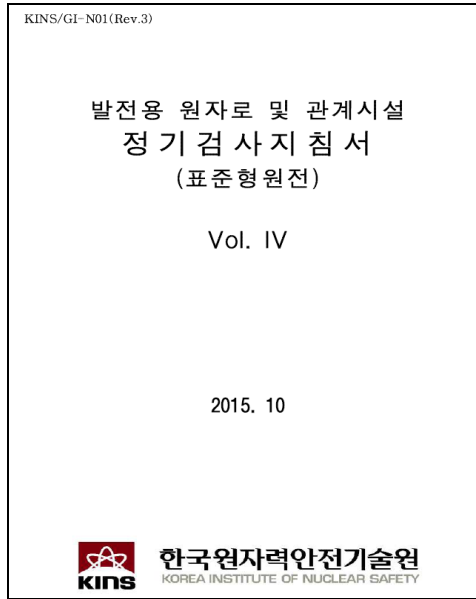 KINS/GI-N01(Rev.3)
발전용 원자로 및 관계시설
정기검사지침서
(표준형원전)
Vol. IV
2015. 10
KINS
한국원자력안전기술원
KOREA INSTITUTE OF NUCLEAR SAFETY